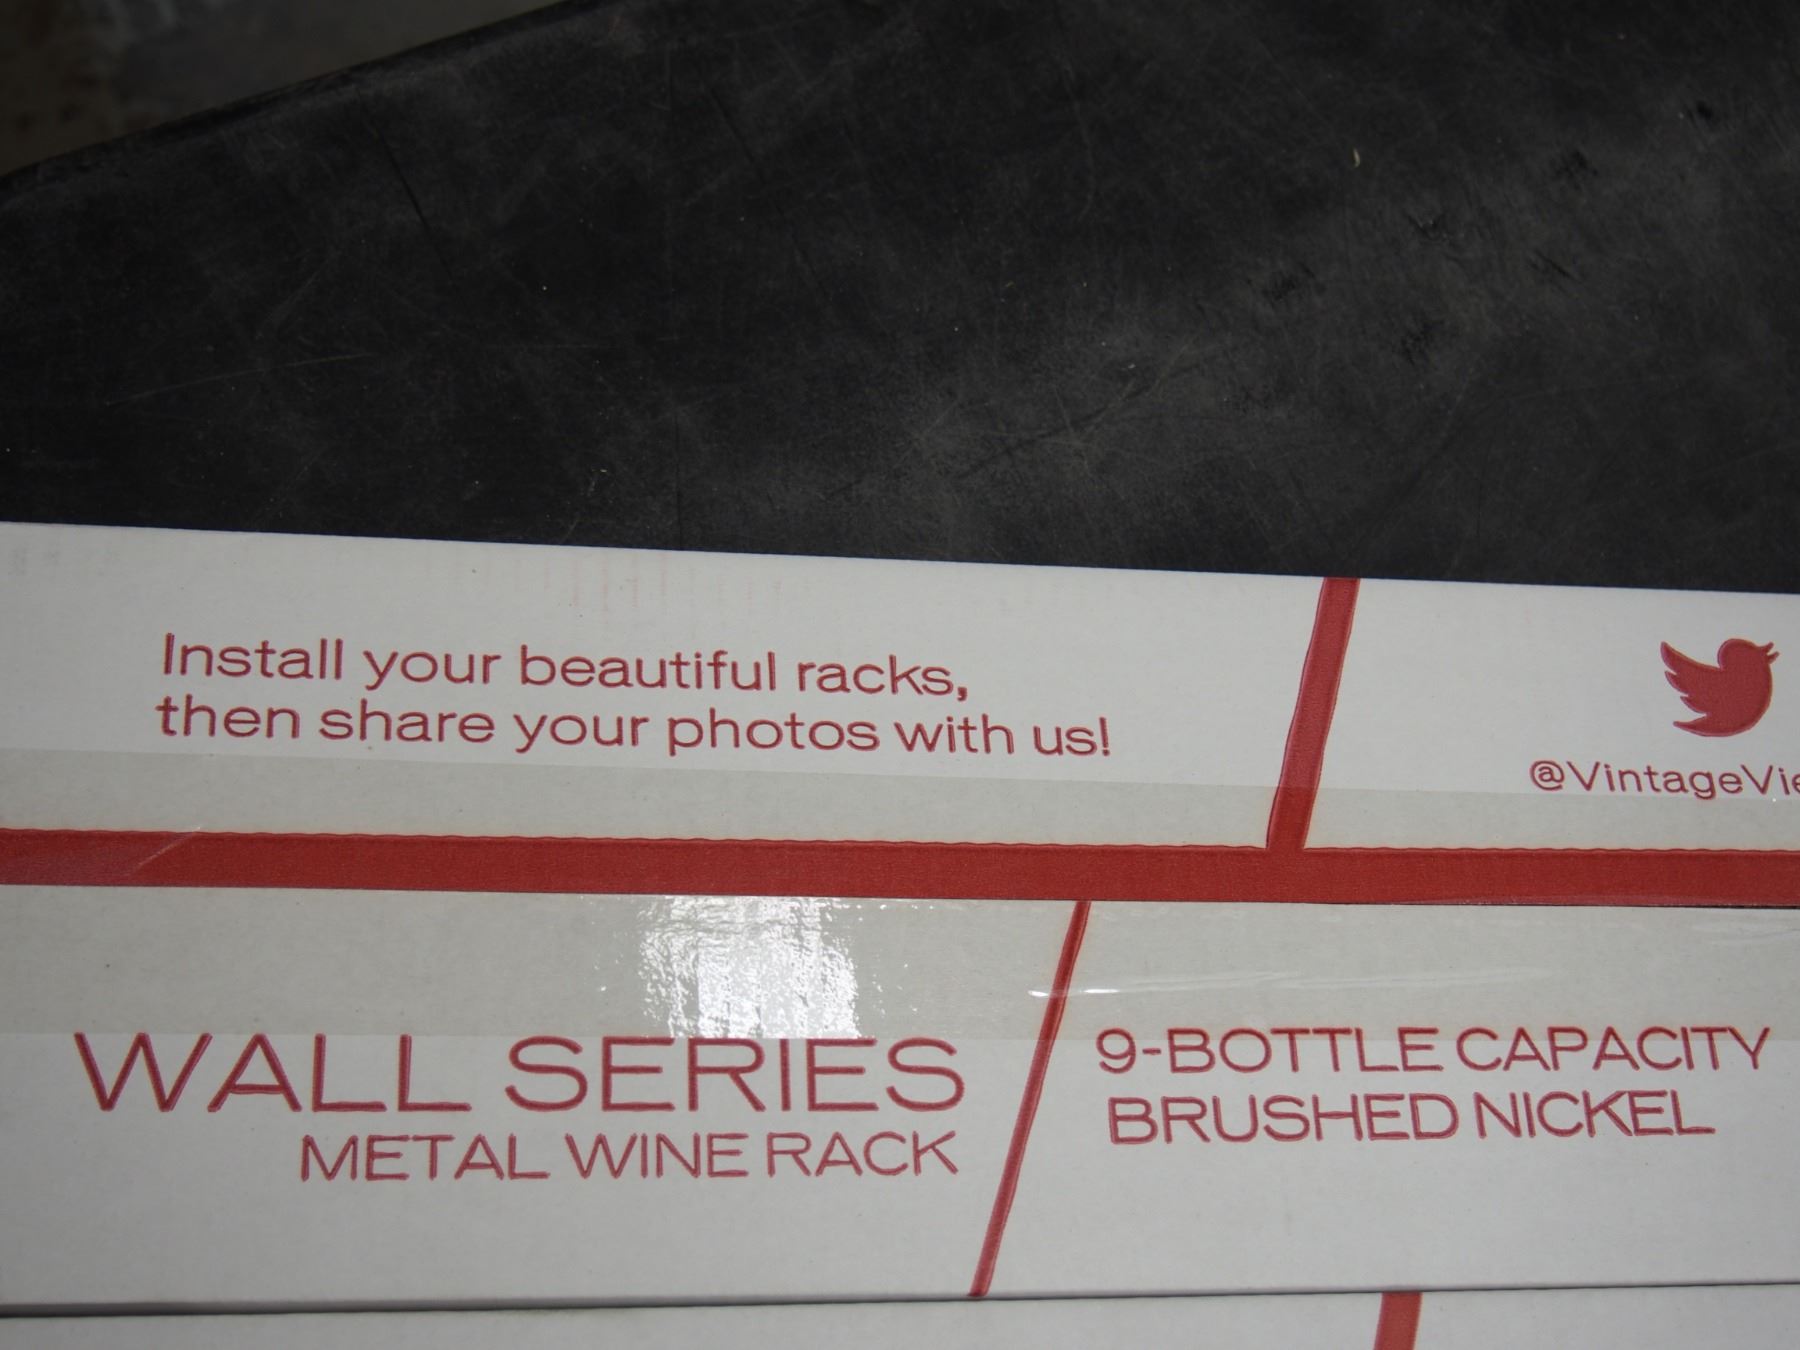 Install your beautiful racks,
then share your photos with us!
WALL SERIES
METAL WINE RACK
9-BOTTLE CAPACITY
BRUSHED NICKEL